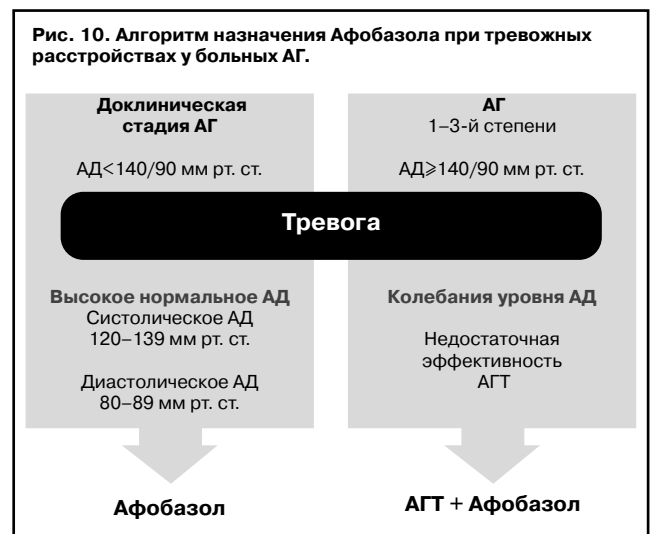 Рис. 10. Алгоритм назначения Афобазола при тревожных
расстройствах у больных АГ.
Доклиническая
стадия АГ
АД<140/90 мм рт. ст.
АГ
1–3-й степени
АД⩾140/90 мм рт. ст.
Тревога
Высокое нормальное АД
Систолическое АД
120–139 мм рт. ст.
Диастолическое АД
80–89 мм рт. ст.
Колебания уровня АД
Недостаточная
эффективность
АГТ
Афобазол
АГТ + Афобазол